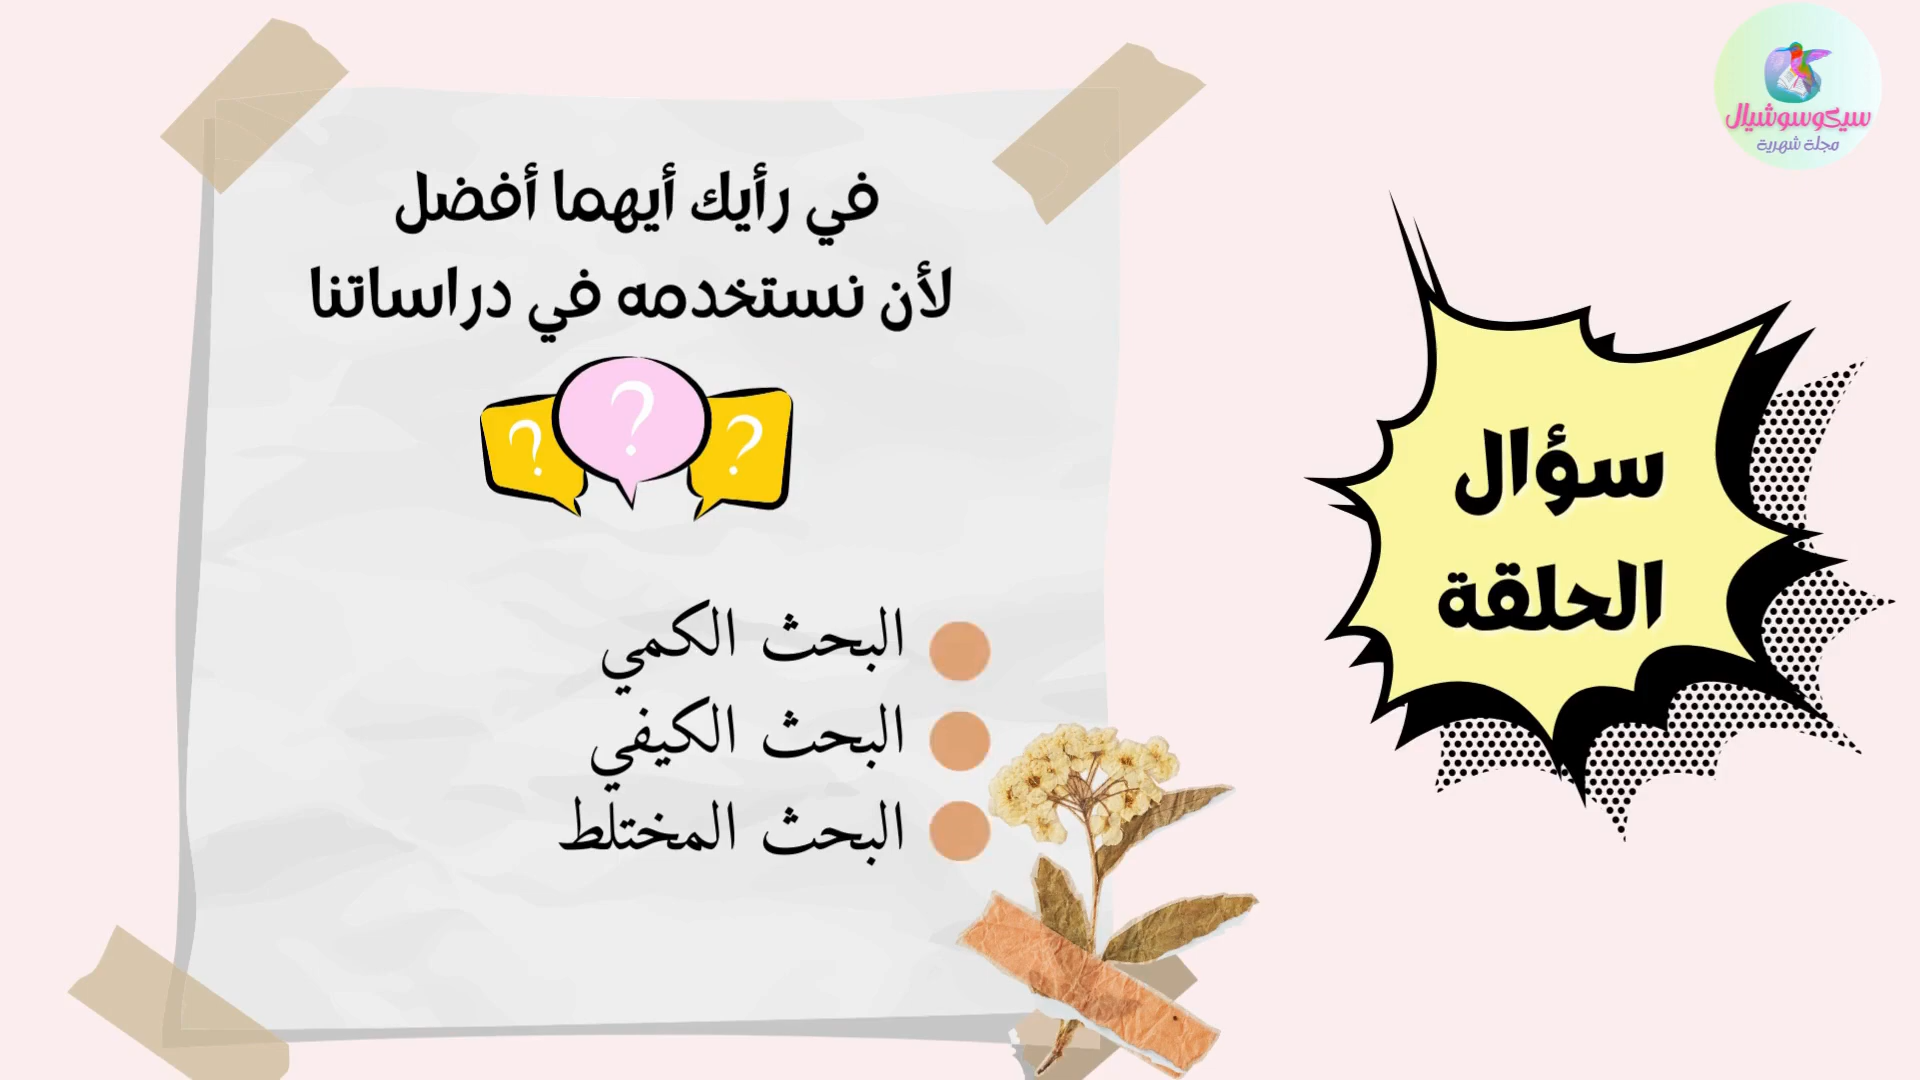 سيكوسوشيال
مجلة شهرية
سؤال
الحلقة
في رأيك أيهما أفضل
لأن نستخدمه في دراساتنا
? ? ?
البحث الكمي
البحث الكيفي
البحث المختلط